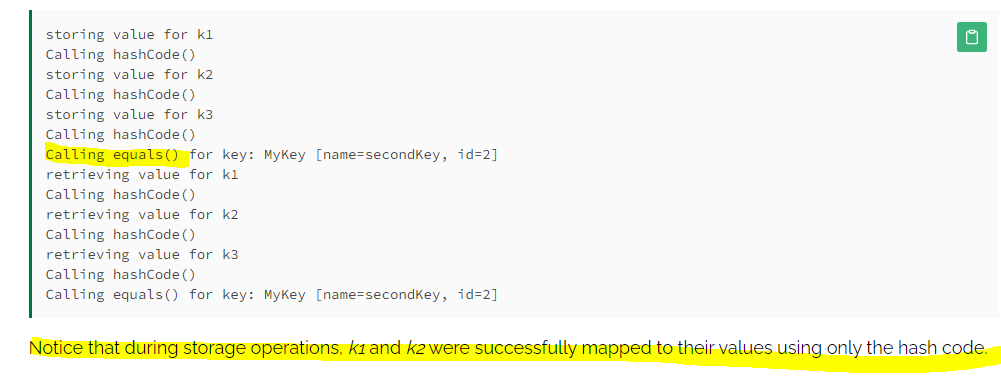 storing value for k1
Calling hashCode()
storing value for k2
Calling hashCode()
storing value for k3
Calling hashCode()
Calling equals() for key: MyKey [name=secondKey, id=2]
retrieving value for k1
Calling hashCode()
retrieving value for k2
Calling hashCode()
retrieving value for k3
Calling hashCode()
Calling equals() for key: MyKey [name=secondKey, id=2]
Notice that during storage operations, k1 and k2 were successfully mapped to their values using only the hash code.